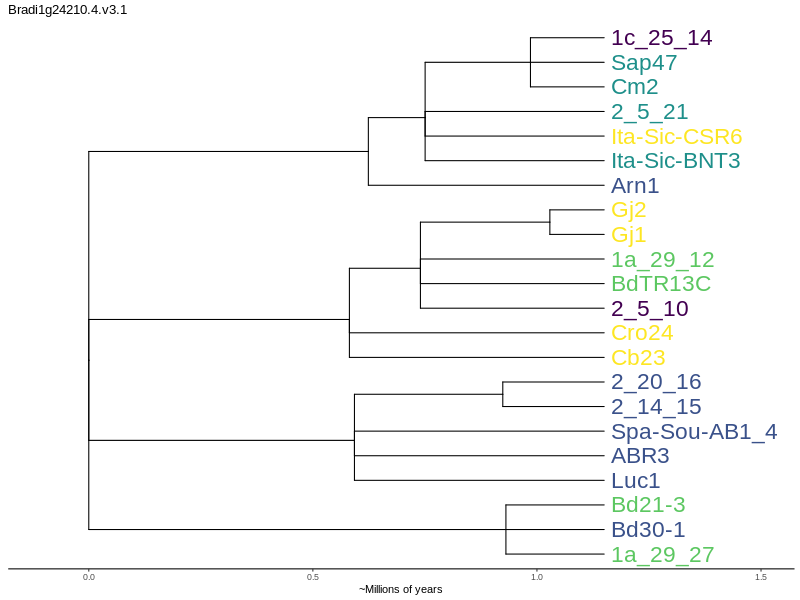 Bradi1g24210.4.v3.1
1c_25_14
Sap47
Cm2
2_5_21
Ita-Sic-CSR6
Ita-Sic-BNT3
Arn1
Gj2
Gj1
1a_29_12
BdTR13C
2_5_10
Cro24
Cb23
2_20_16
2_14_15
Spa-Sou-AB1_4
ABR3
Luc1
Bd21-3
Bd30-1
1a_29_27
0.0 0.5 1.0 1.5
~Millions of years